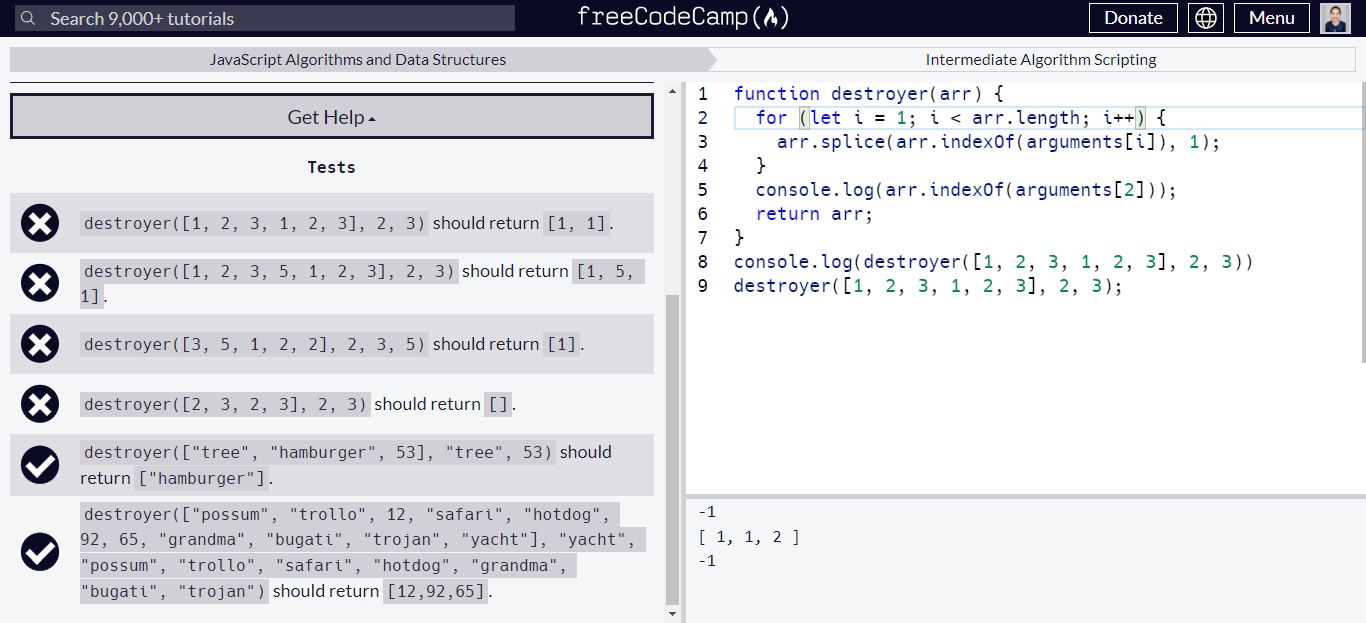 Search 9,000+ tutorials
freeCodeCamp
Donate
Menu
JavaScript Algorithms and Data Structures
Intermediate Algorithm Scripting
Get Help
Tests
destroyer([1, 2, 3, 1, 2, 3], 2, 3) should return [1, 1].
destroyer([1, 2, 3, 5, 1, 2, 3], 2, 3) should return [1, 5,
1].
destroyer([3, 5, 1, 2, 2], 2, 3, 5) should return [1].
destroyer([2, 3, 2, 3], 2, 3) should return [].
destroyer(["tree", "hamburger", 53], "tree", 53) should
return ["hamburger"].
destroyer(["possum", "trollo", 12, "safari", "hotdog",
92, 65, "grandma", "bugati", "trojan", "yacht"], "yacht",
"possum", "trollo", "safari", "hotdog", "grandma",
"bugati", "trojan") should return [12,92,65].
1 function destroyer(arr) {
2 for (let i = 1; i < arr.length; i++) {
3 arr.splice(arr.indexOf(arguments[i]), 1);
4 }
5 console.log(arr.indexOf(arguments[2]));
6 return arr;
7 }
8 console.log(destroyer([1, 2, 3, 1, 2, 3], 2, 3))
9 destroyer([1, 2, 3, 1, 2, 3], 2, 3);
-1
[ 1, 1, 2 ]
-1